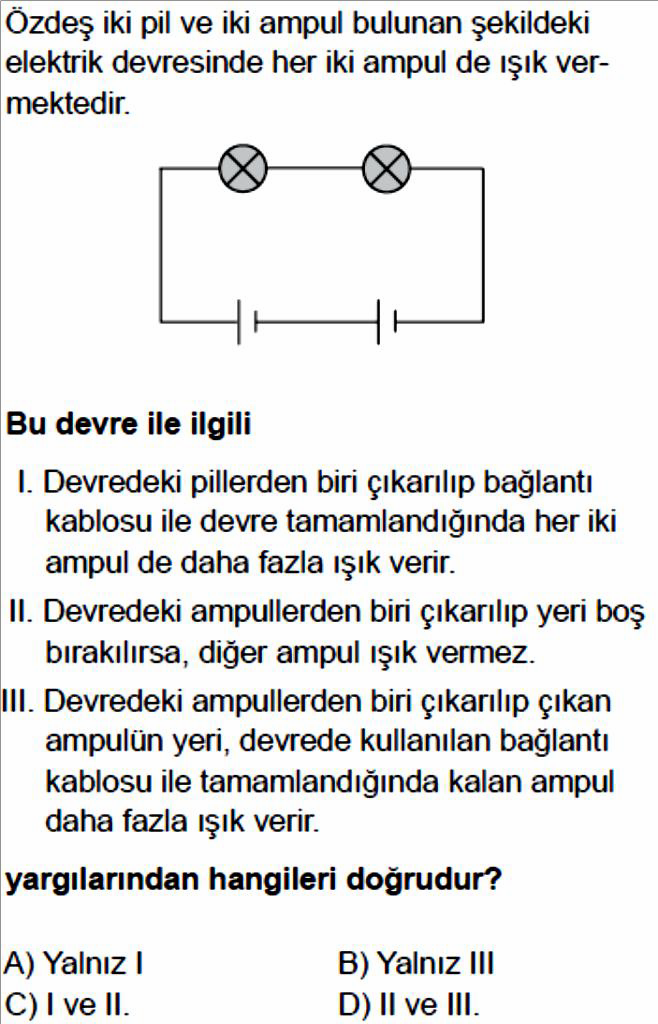 Özdeş iki pil ve iki ampul bulunan şekildeki
elektrik devresinde her iki ampul de ışık ver-
mektedir.
Bu devre ile ilgili
I. Devredeki pillerden biri çıkarılıp bağlantı
kablosu ile devre tamamlandığında her iki
ampul de daha fazla ışık verir.
II. Devredeki ampullerden biri çıkarılıp yeri boş
bırakılırsa, diğer ampul ışık vermez.
III. Devredeki ampullerden biri çıkarılıp çıkan
ampulün yeri, devrede kullanılan bağlantı
kablosu ile tamamlandığında kalan ampul
daha fazla ışık verir.
yargılarından hangileri doğrudur?
A) Yalnız I B) Yalnız III
C) I ve II. D) II ve III.